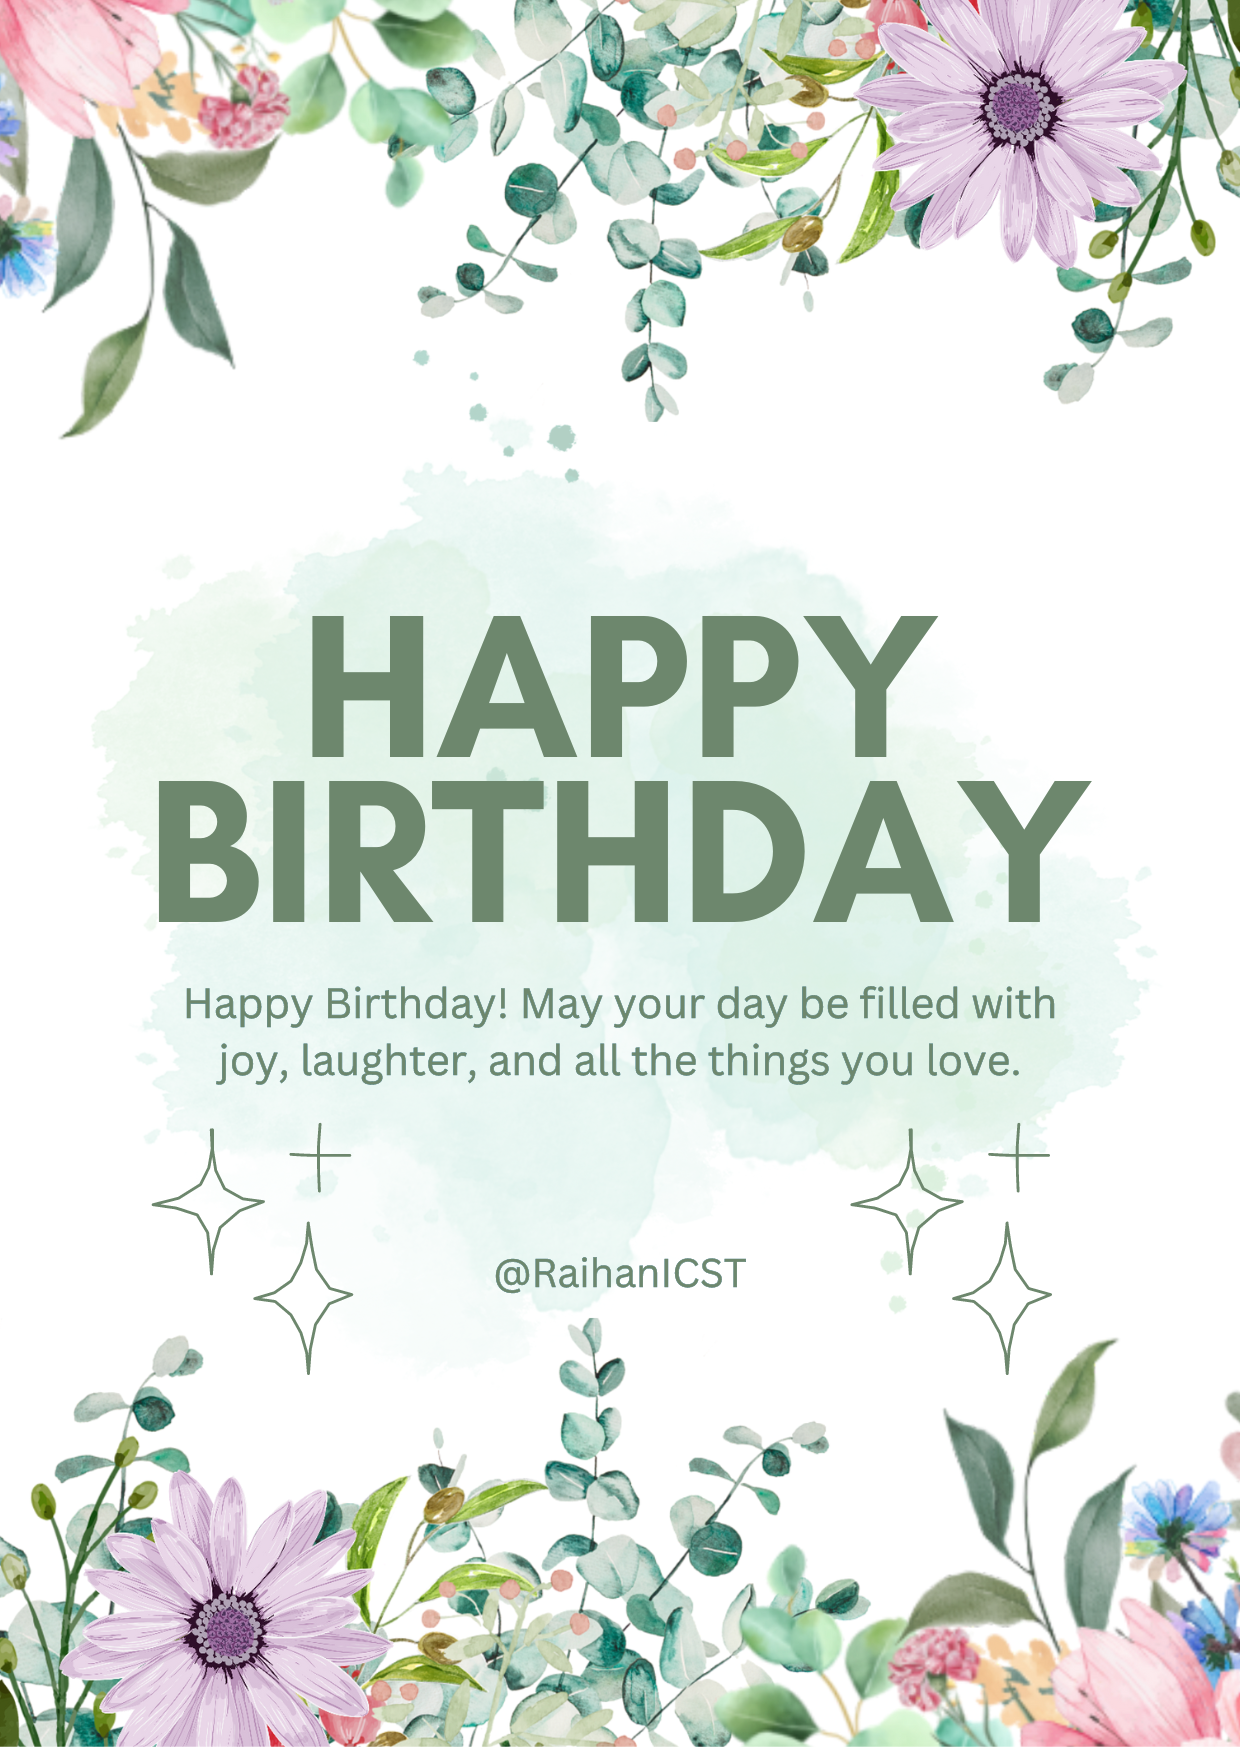 HAPPY
BIRTHDAY
Happy Birthday! May your day be filled with
joy, laughter, and all the things you love.
@RaihanICST